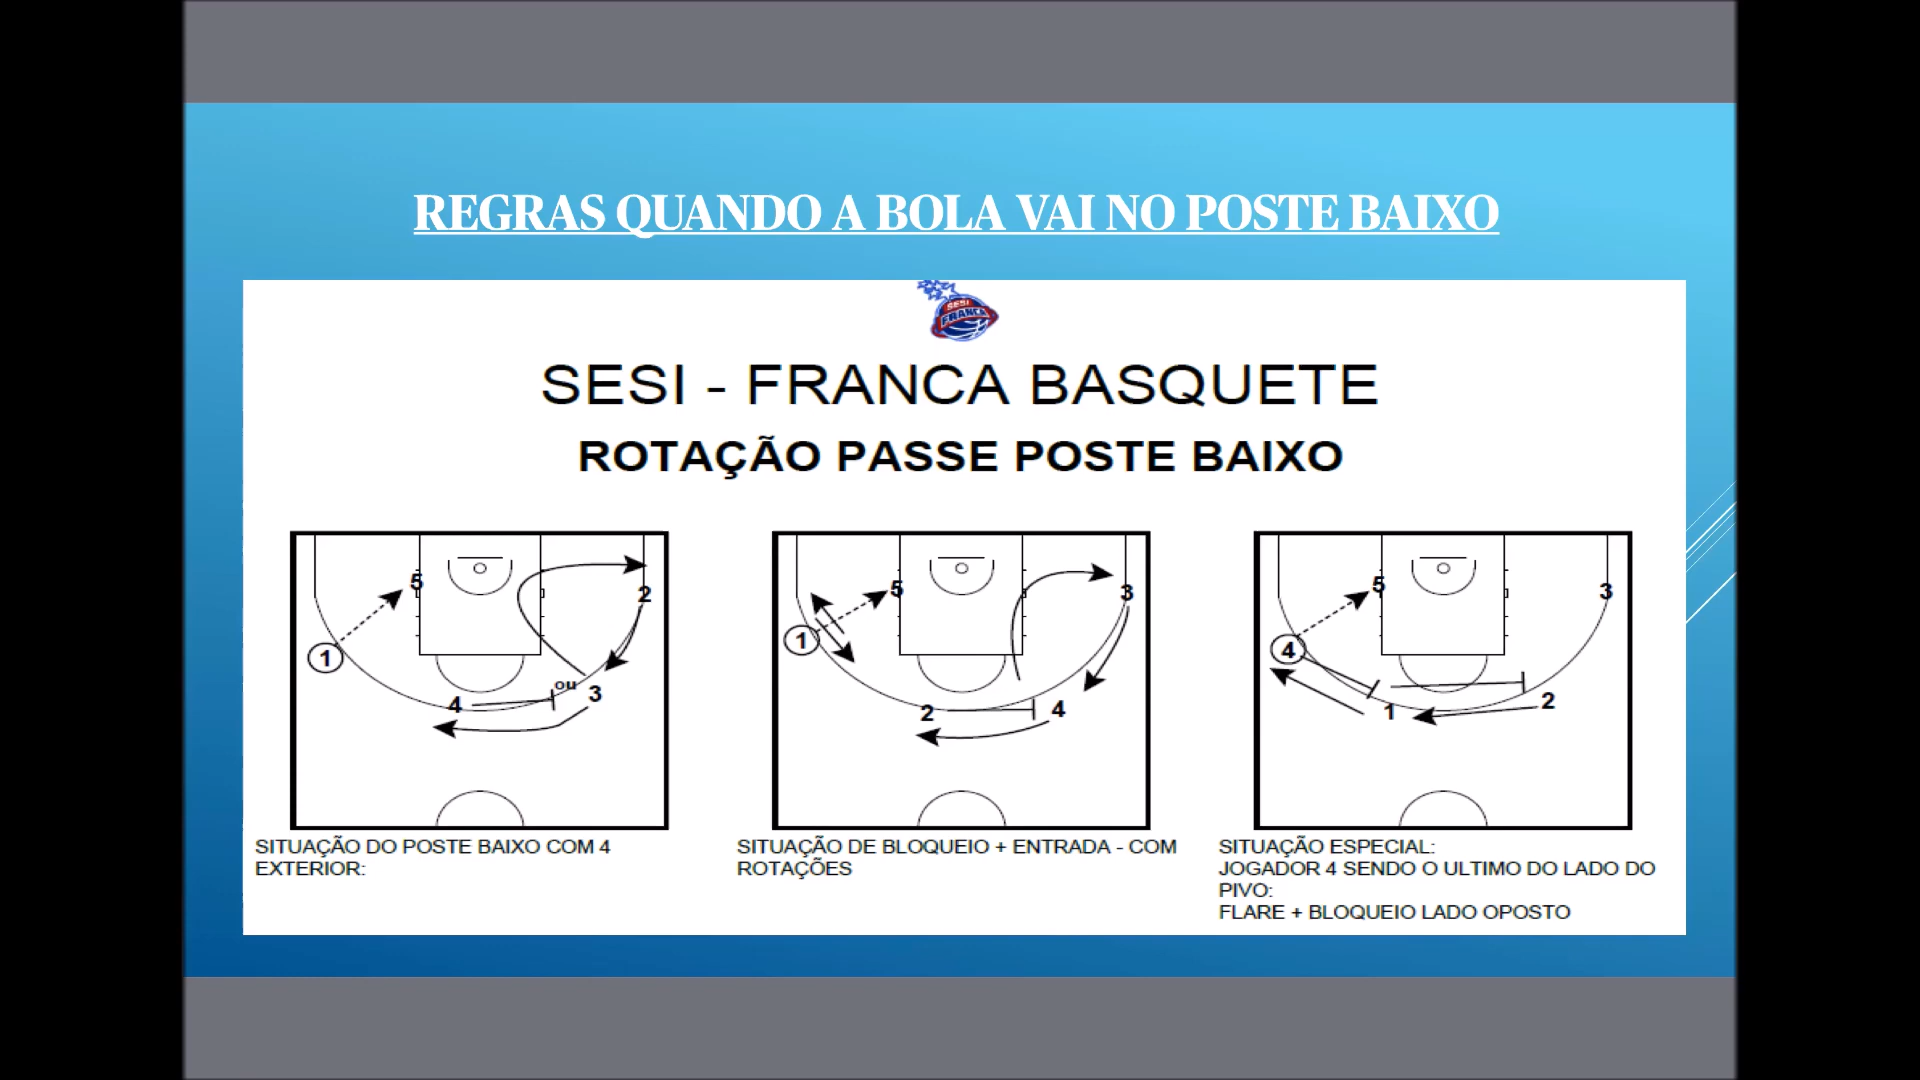 REGRAS QUANDO A BOLA VAI NO POSTE BAIXO
SESI
FRANCA
SESI - FRANCA BASQUETE
ROTAÇÃO PASSE POSTE BAIXO
5
2
1
ou
3
4
5
3
1
2
4
5
3
4
1
2
SITUAÇÃO DO POSTE BAIXO COM 4
EXTERIOR:
SITUAÇÃO DE BLOQUEIO + ENTRADA - COM
ROTAÇÕES
SITUAÇÃO ESPECIAL:
JOGADOR 4 SENDO O ULTIMO DO LADO DO
PIVO:
FLARE + BLOQUEIO LADO OPOSTO